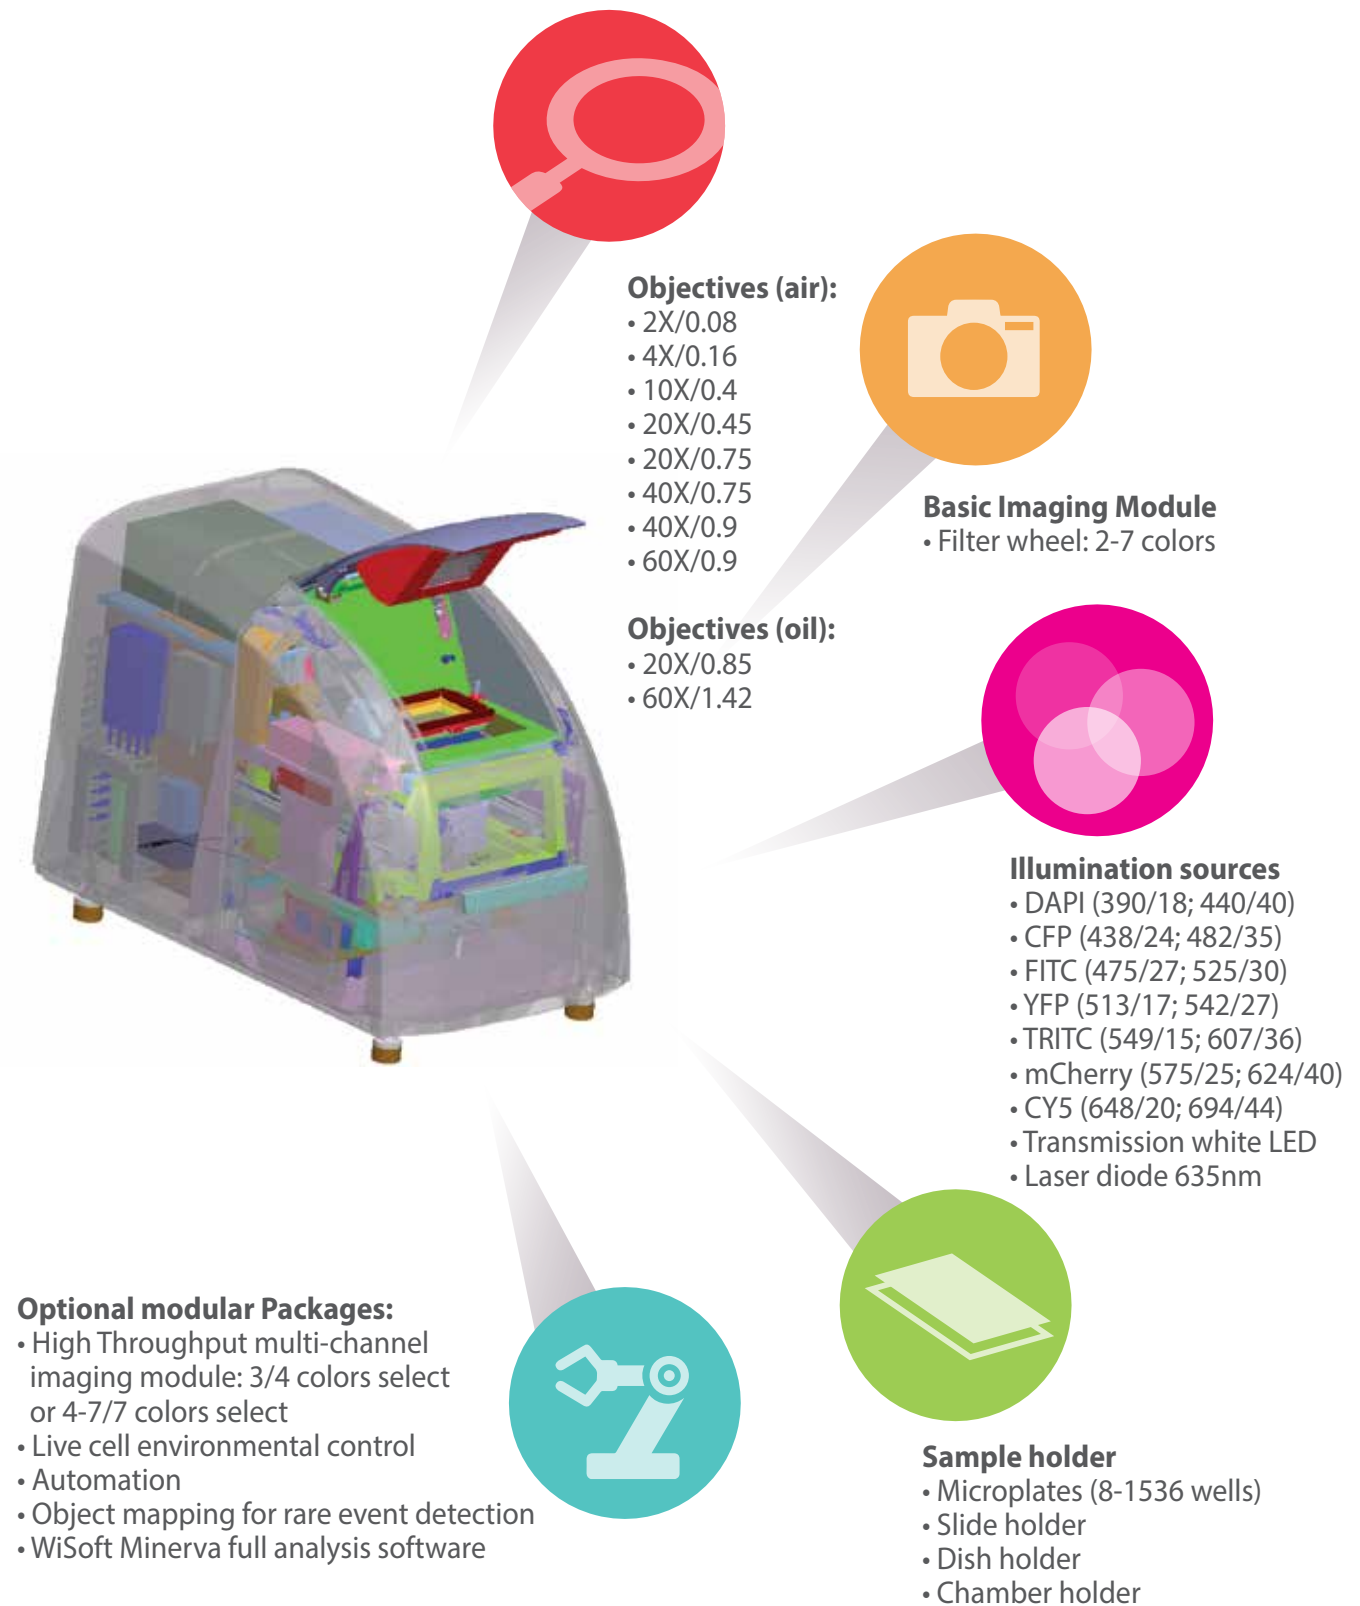 Objectives (air):
• 2X/0.08
• 4X/0.16
• 10X/0.4
• 20X/0.45
• 20X/0.75
• 40X/0.75
• 40X/0.9
• 60X/0.9
Objectives (oil):
• 20X/0.85
• 60X/1.42
Basic Imaging Module
• Filter wheel: 2-7 colors
Illumination sources
• DAPI (390/18; 440/40)
• CFP (438/24; 482/35)
• FITC (475/27; 525/30)
• YFP (513/17; 542/27)
• TRITC (549/15; 607/36)
• mCherry (575/25; 624/40)
• CY5 (648/20; 694/44)
• Transmission white LED
• Laser diode 635nm
Optional modular Packages:
• High Throughput multi-channel
imaging module: 3/4 colors select
or 4-7/7 colors select
• Live cell environmental control
• Automation
• Object mapping for rare event detection
• WiSoft Minerva full analysis software
Sample holder
• Microplates (8-1536 wells)
• Slide holder
• Dish holder
• Chamber holder